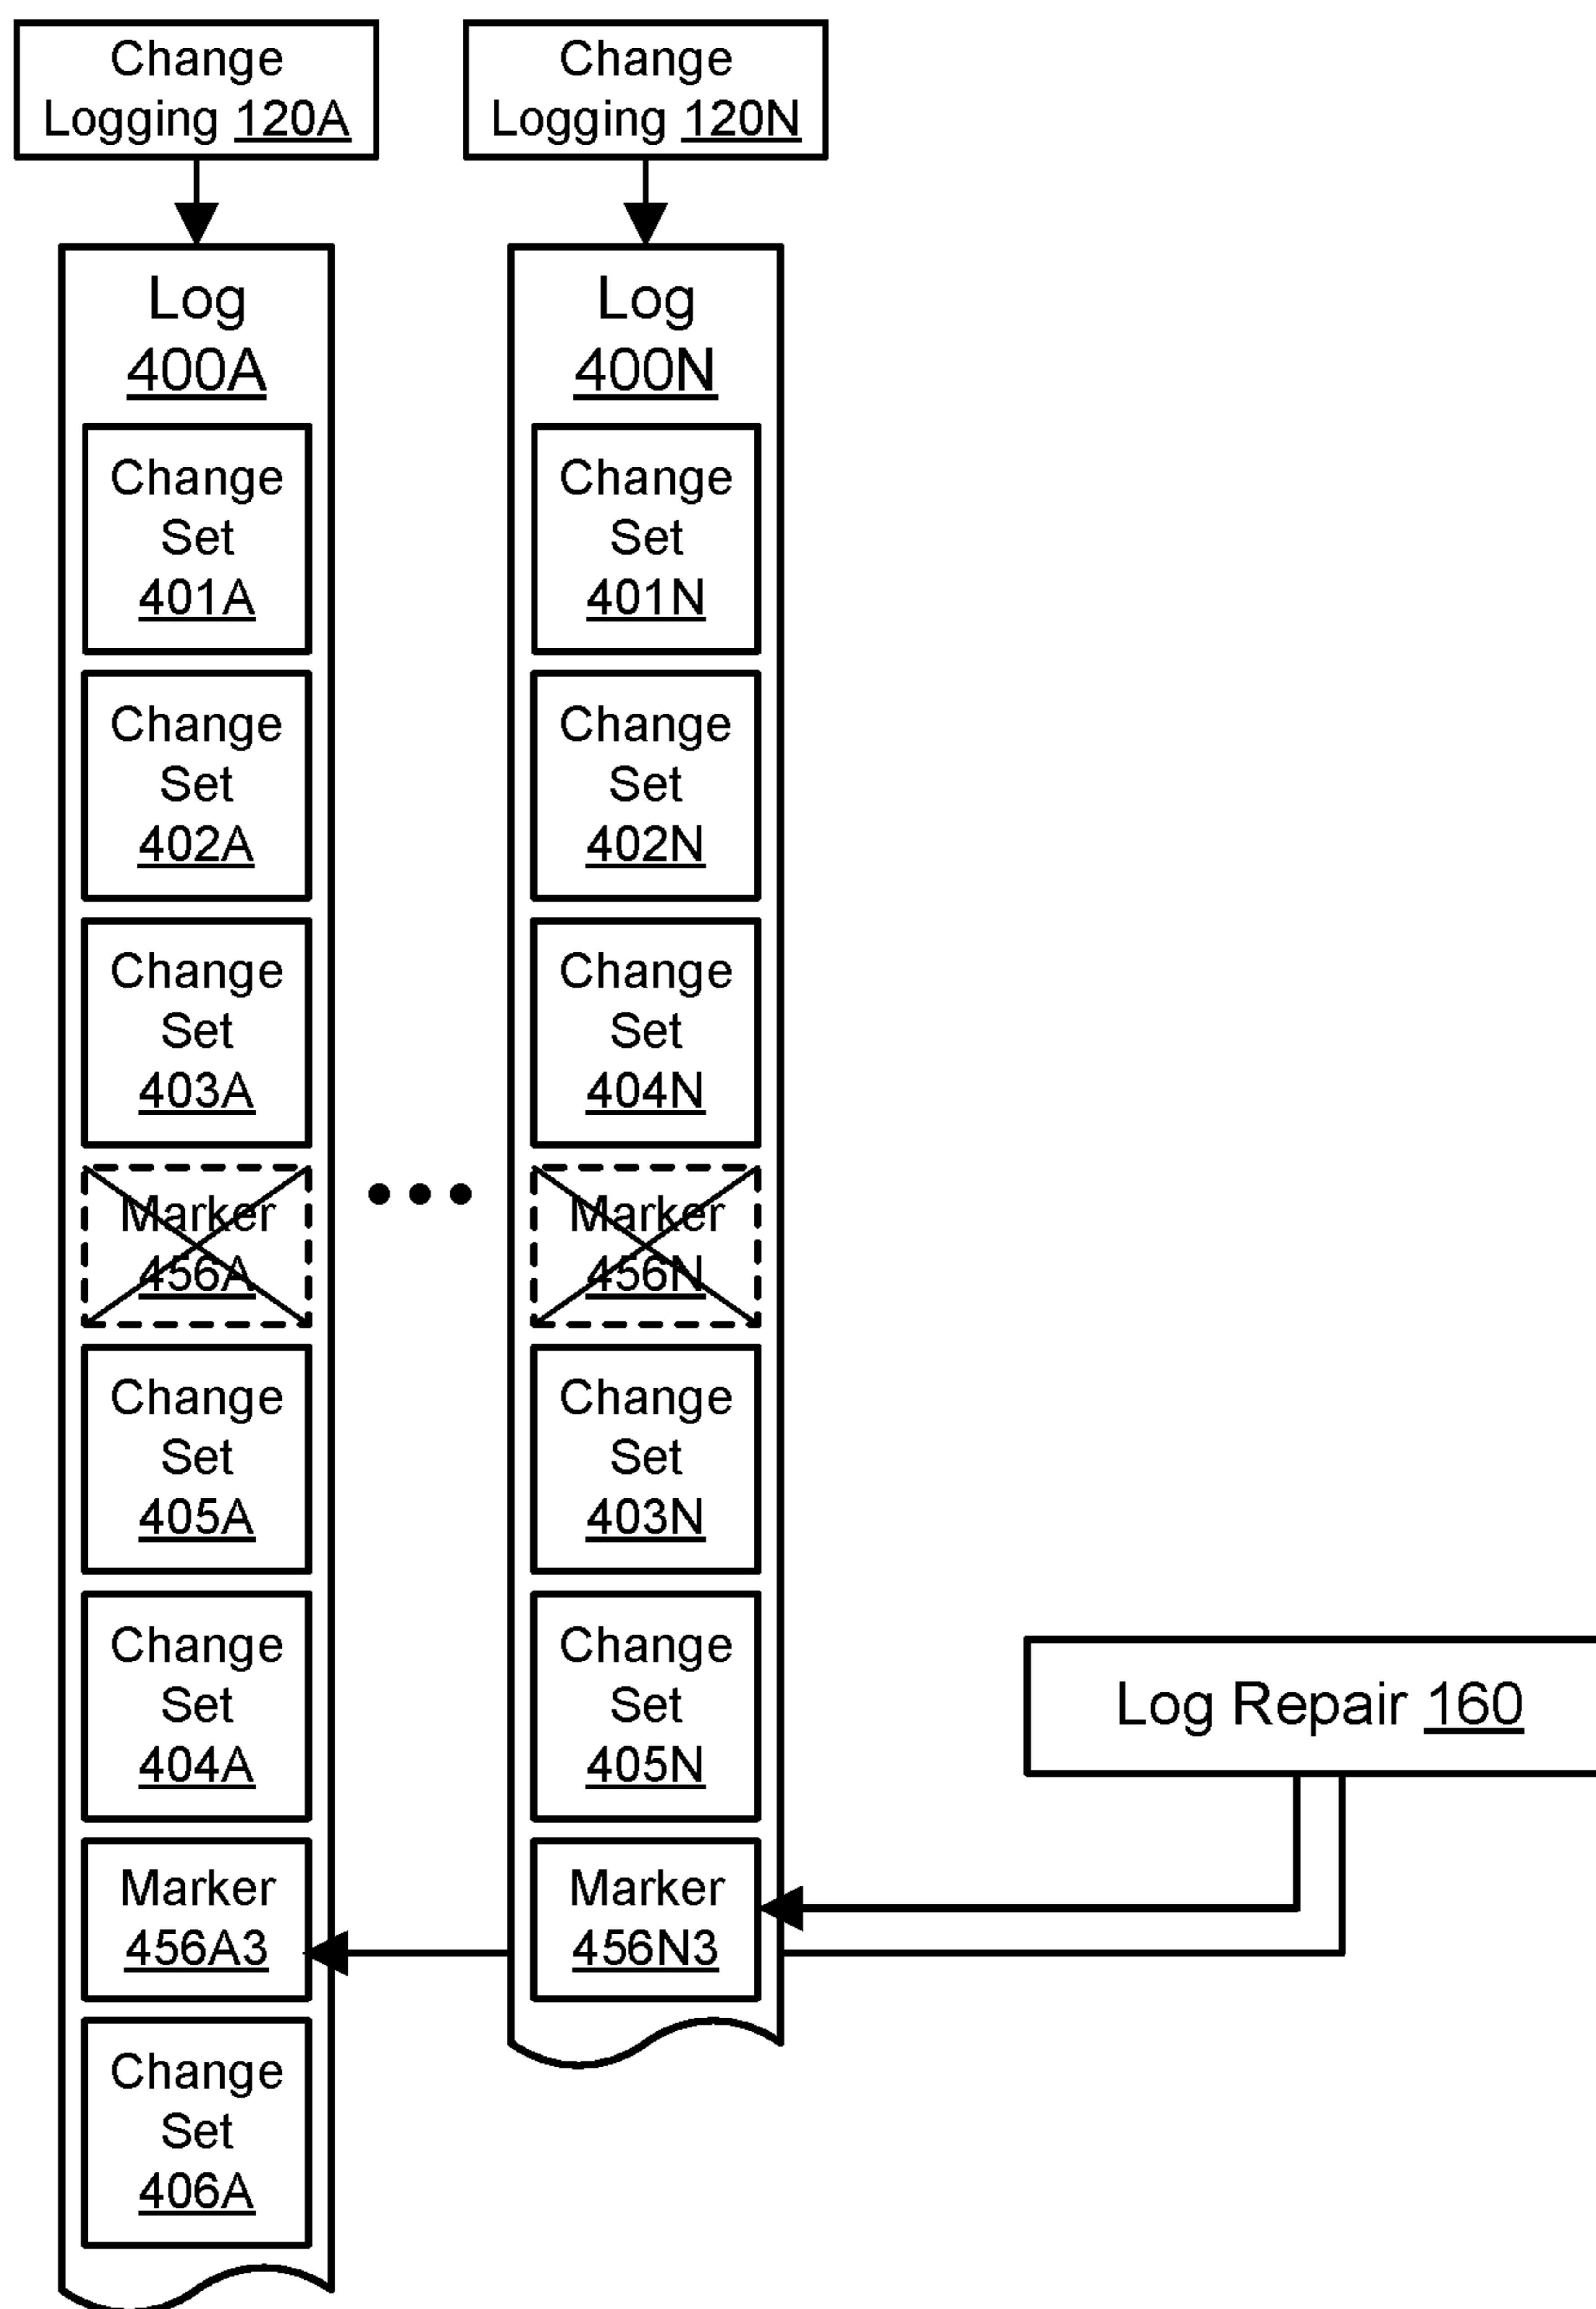 Change
Logging 120A
Change
Logging 120N
Log
400A
Log
400N
Change
Set
401A
Change
Set
401N
Change
Set
402A
Change
Set
402N
Change
Set
403A
Change
Set
404N
Marker
456A
Marker
456N
Change
Set
405A
Change
Set
403N
Change
Set
404A
Change
Set
405N
Log Repair 160
Marker
456A3
Marker
456N3
Change
Set
406A